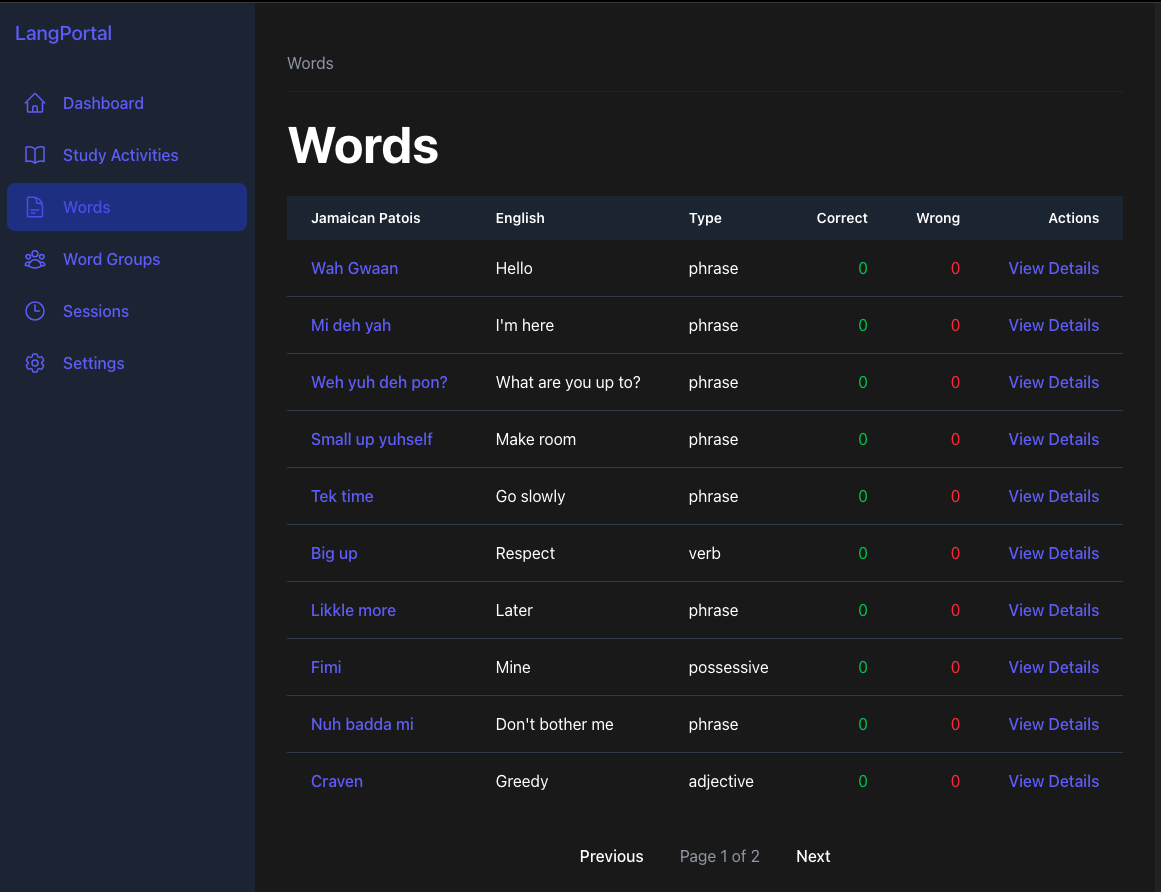 LangPortal
Dashboard
Study Activities
Words
Word Groups
Sessions
Settings
Words
Words
Jamaican Patois English Type Correct Wrong Actions
Wah Gwaan Hello phrase 0 0 View Details
Mi deh yah I'm here phrase 0 0 View Details
Weh yuh deh pon? What are you up to? phrase 0 0 View Details
Small up yuhself Make room phrase 0 0 View Details
Tek time Go slowly phrase 0 0 View Details
Big up Respect verb 0 0 View Details
Likkle more Later phrase 0 0 View Details
Fimi Mine possessive 0 0 View Details
Nuh badda mi Don't bother me phrase 0 0 View Details
Craven Greedy adjective 0 0 View Details
Previous Page 1 of 2 Next